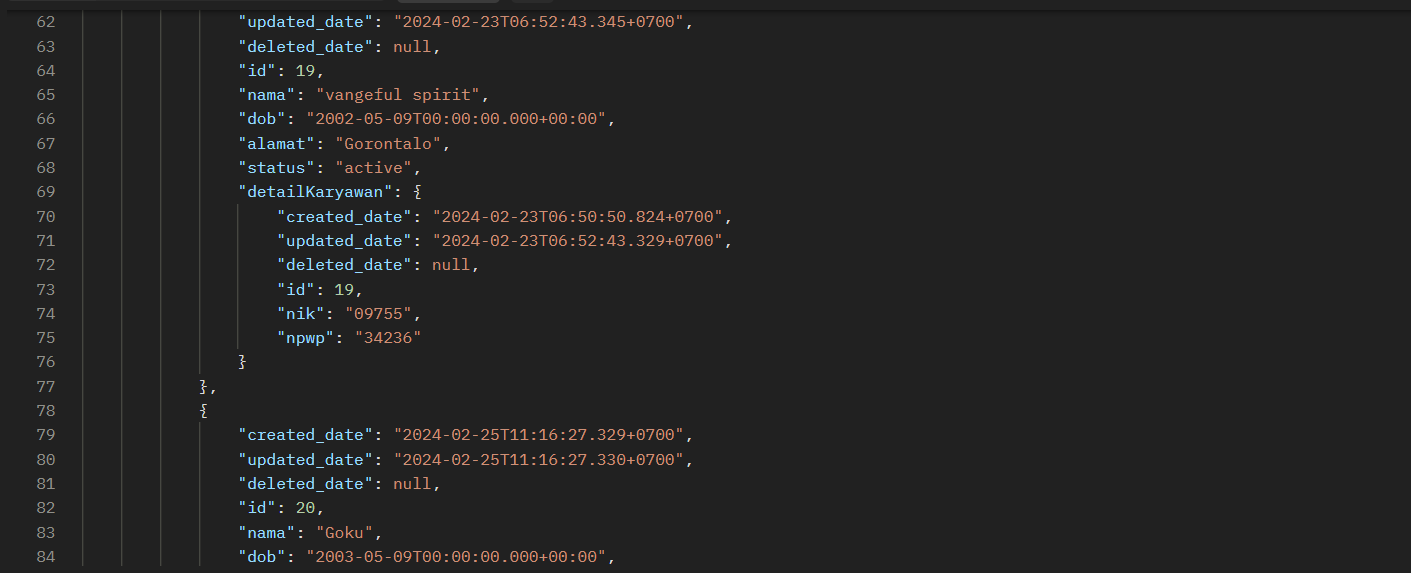 62 "updated_date": "2024-02-23T06:52:43.345+0700",
63 "deleted_date": null,
64 "id": 19,
65 "nama": "vangeful spirit",
66 "dob": "2002-05-09T00:00:00.000+00:00",
67 "alamat": "Gorontalo",
68 "status": "active",
69 "detailKaryawan": {
70 "created_date": "2024-02-23T06:50:50.824+0700",
71 "updated_date": "2024-02-23T06:52:43.329+0700",
72 "deleted_date": null,
73 "id": 19,
74 "nik": "09755",
75 "npwp": "34236"
76 }
77 },
78 {
79 "created_date": "2024-02-25T11:16:27.329+0700",
80 "updated_date": "2024-02-25T11:16:27.330+0700",
81 "deleted_date": null,
82 "id": 20,
83 "nama": "Goku",
84 "dob": "2003-05-09T00:00:00.000+00:00",